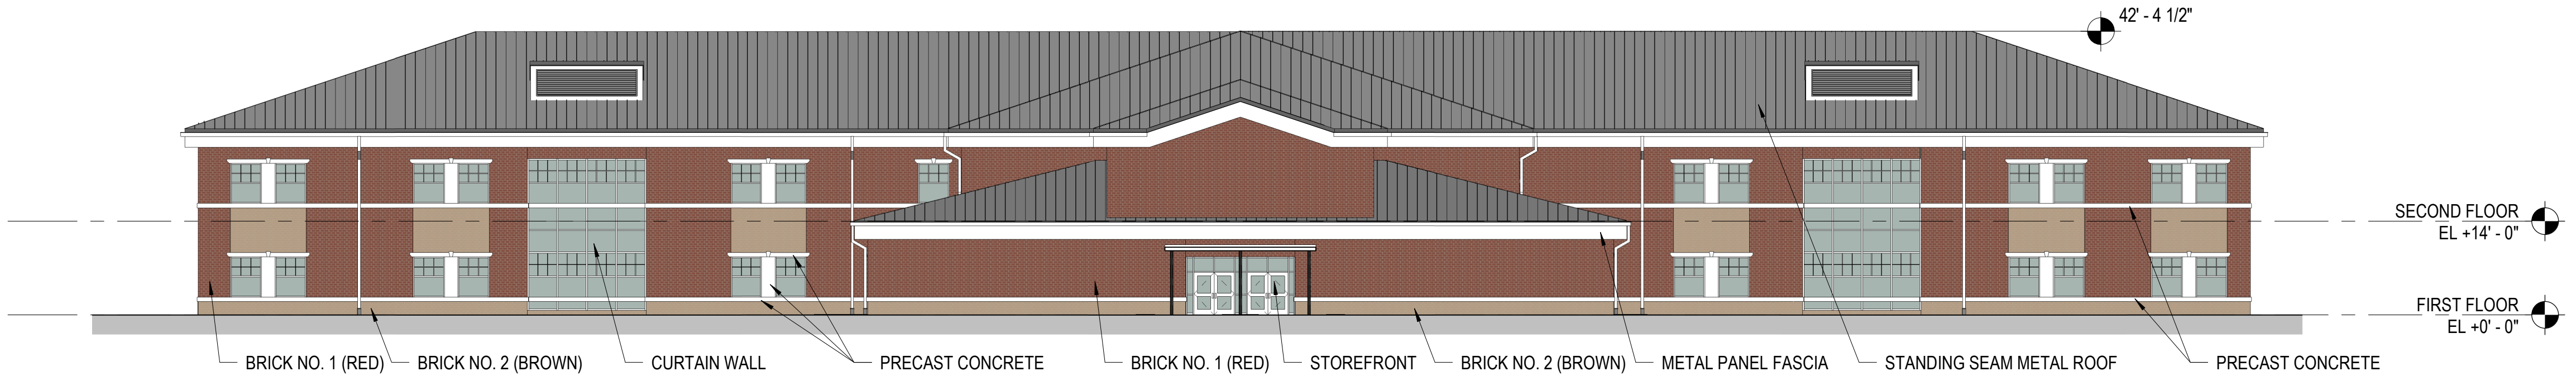 42' - 4 1/2"
SECOND FLOOR
EL +14' - 0"
FIRST FLOOR
EL +0' - 0"
BRICK NO. 1 (RED)
BRICK NO. 2 (BROWN)
CURTAIN WALL
PRECAST CONCRETE
BRICK NO. 1 (RED)
STOREFRONT
BRICK NO. 2 (BROWN)
METAL PANEL FASCIA
STANDING SEAM METAL ROOF
PRECAST CONCRETE